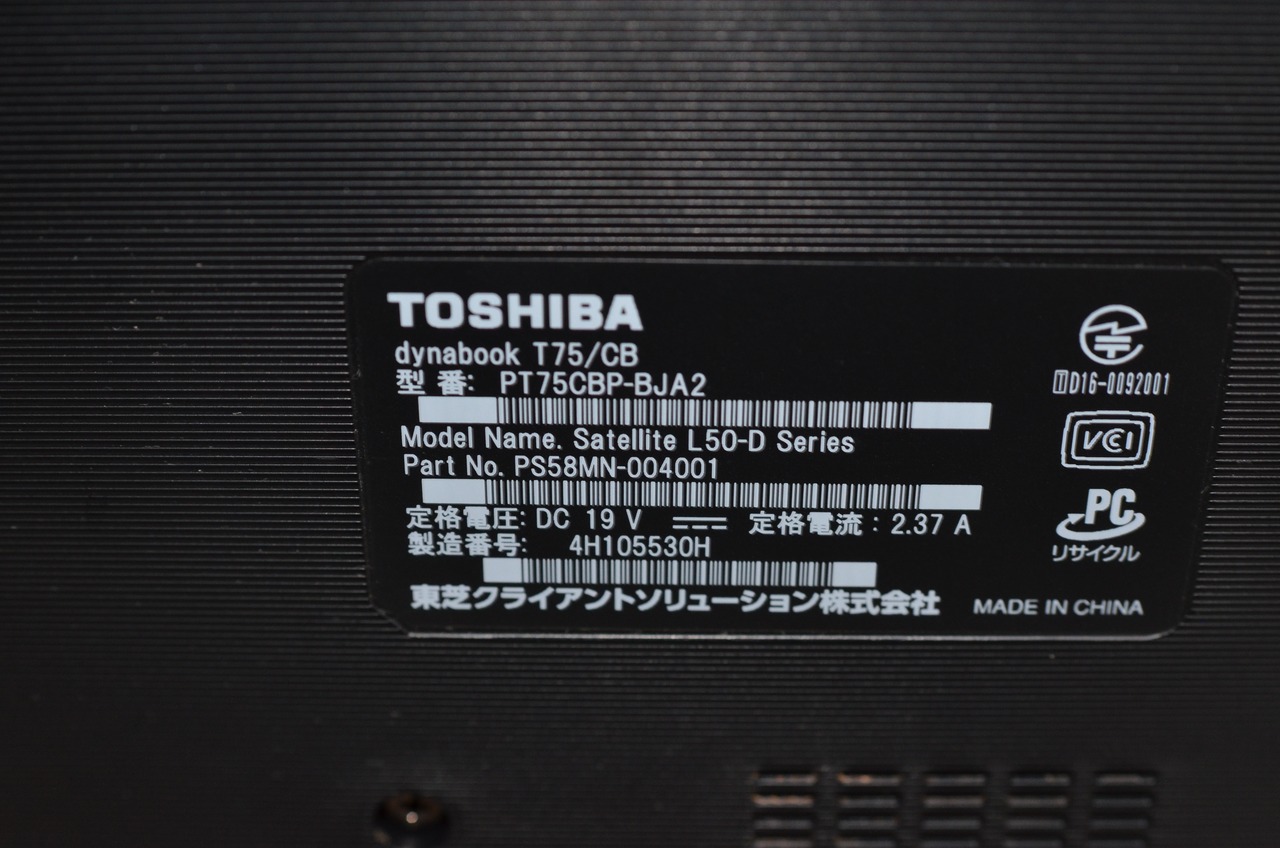 TOSHIBA
dynabook T75/CB
型 番: PT75CBP-BJA2
Model Name. Satellite L50-D Series
Part No. PS58MN-004001
定格電圧: DC 19 V ⎓ 定格電流 : 2.37 A
製造番号: 4H105530H
東芝クライアントソリューション株式会社
MADE IN CHINA
T D16-0092001
VCCI
PC
リサイクル